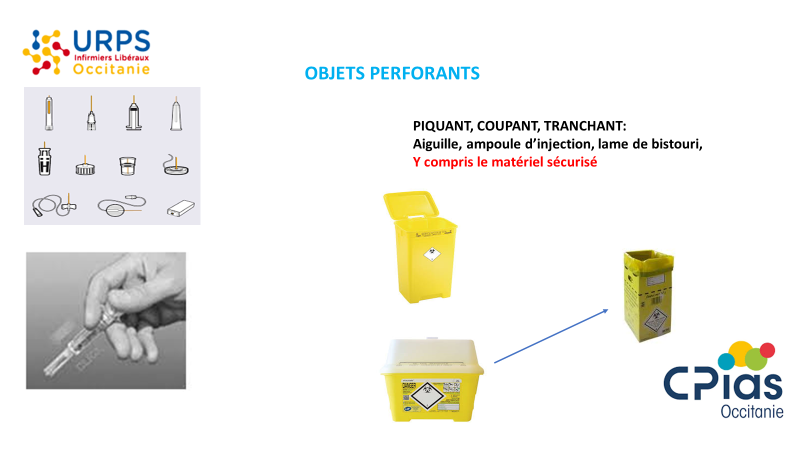 URPS
Infirmiers Libéraux
Occitanie
OBJETS PERFORANTS
PIQUANT, COUPANT, TRANCHANT:
Aiguille, ampoule d'injection, lame de bistouri,
Y compris le matériel sécurisé
DANGER
CPias
Occitanie